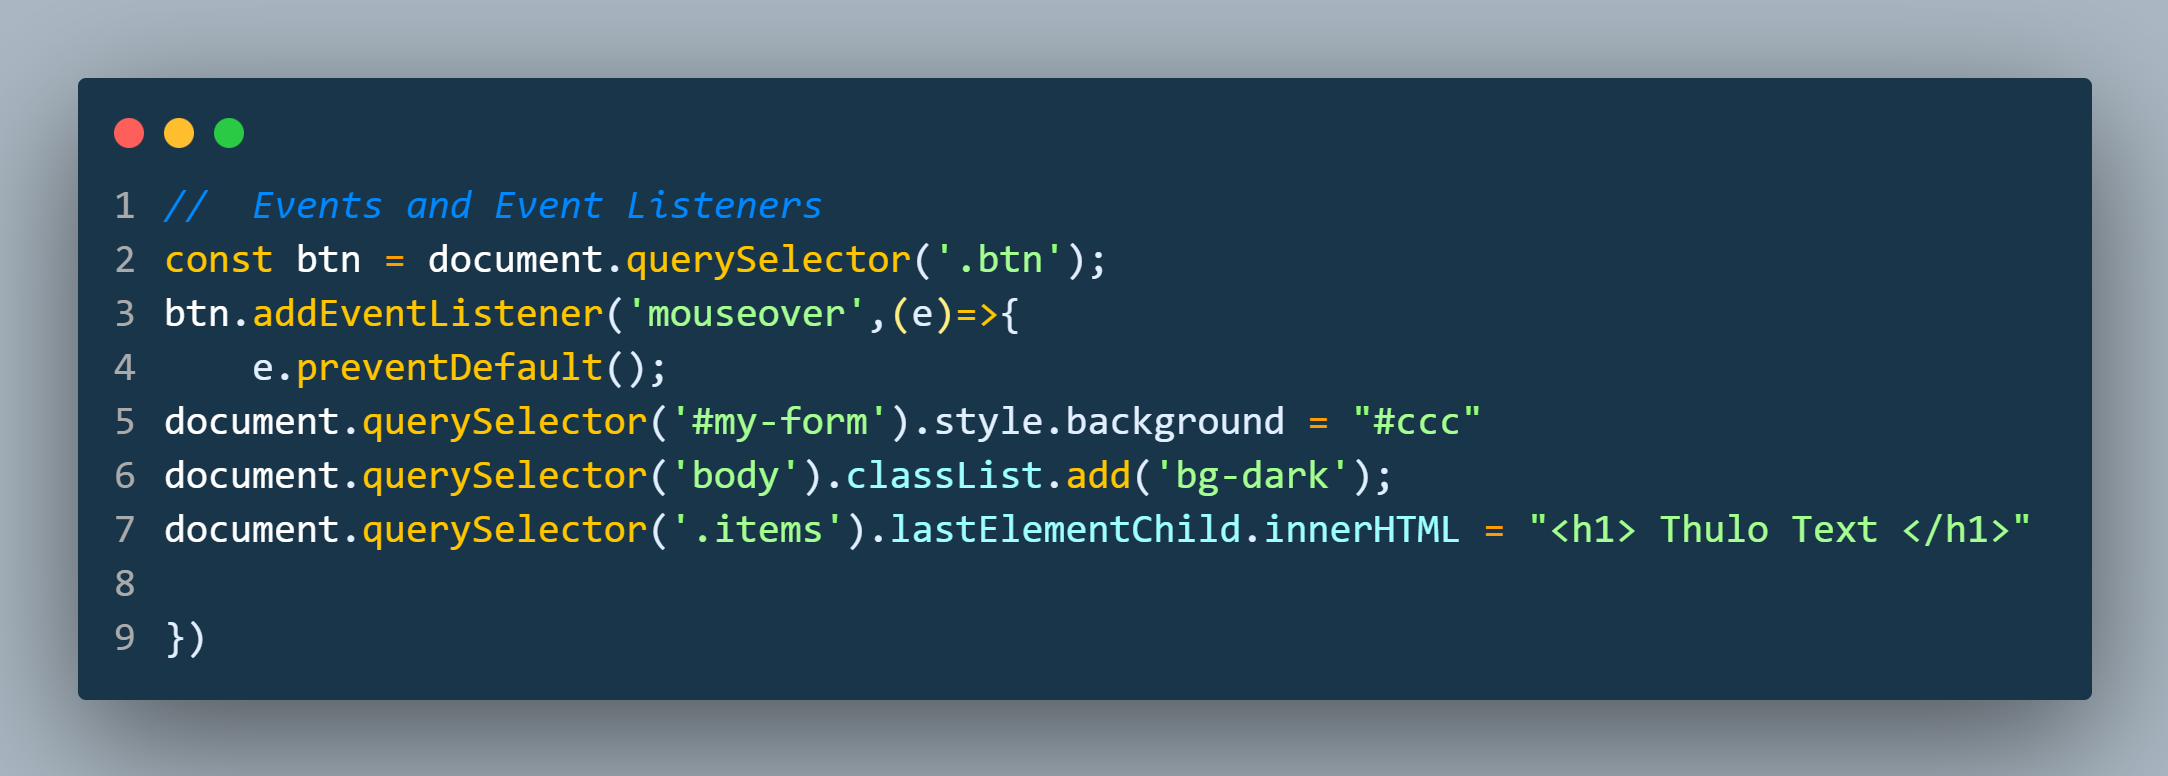 1 //  Events and Event Listeners
2 const btn = document.querySelector('.btn');
3 btn.addEventListener('mouseover',(e)=>{
4     e.preventDefault();
5 document.querySelector('#my-form').style.background = "#ccc"
6 document.querySelector('body').classList.add('bg-dark');
7 document.querySelector('.items').lastElementChild.innerHTML = "<h1> Thulo Text </h1>"
8
9 })